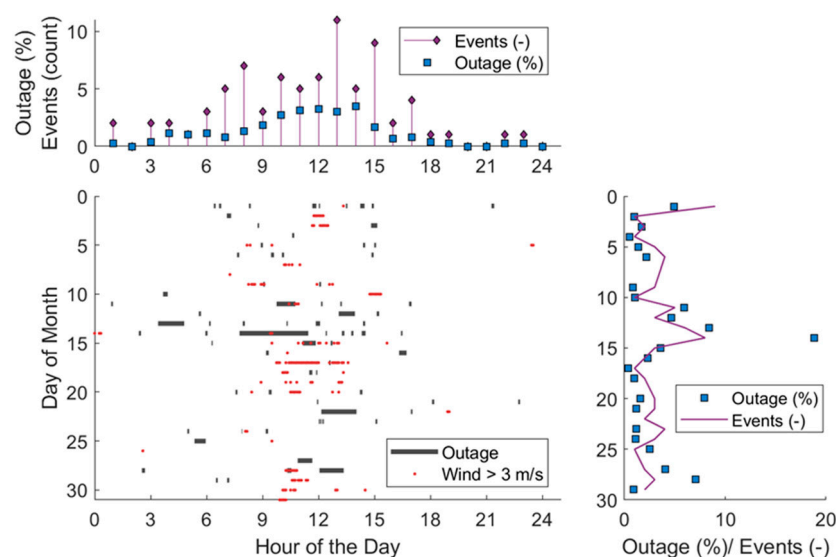 Outage (%)
Events (count)
10
5
0
Events (-)
Outage (%)
0 3 6 9 12 15 18 21 24
Day of Month
0
5
10
15
20
25
30
Outage
Wind > 3 m/s
0 3 6 9 12 15 18 21 24
Hour of the Day
0
5
10
15
20
25
30
Outage (%)
Events (-)
0 10 20
Outage (%)/ Events (-)